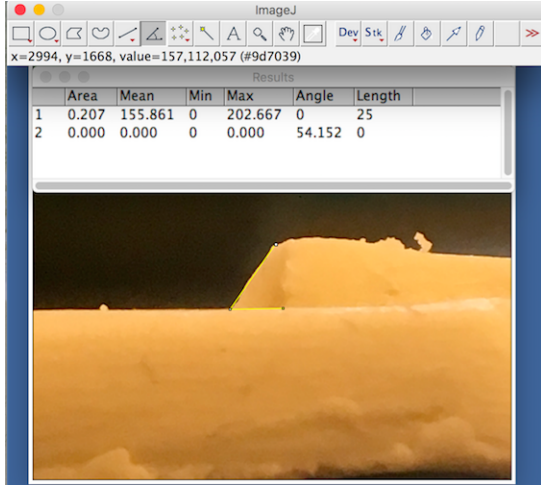 ImageJ
A Dev Stk >>
x=2994, y=1668, value=157,112,057 (#9d7039)
Results
Area Mean Min Max Angle Length
1 0.207 155.861 0 202.667 0 25
2 0.000 0.000 0 0.000 54.152 0